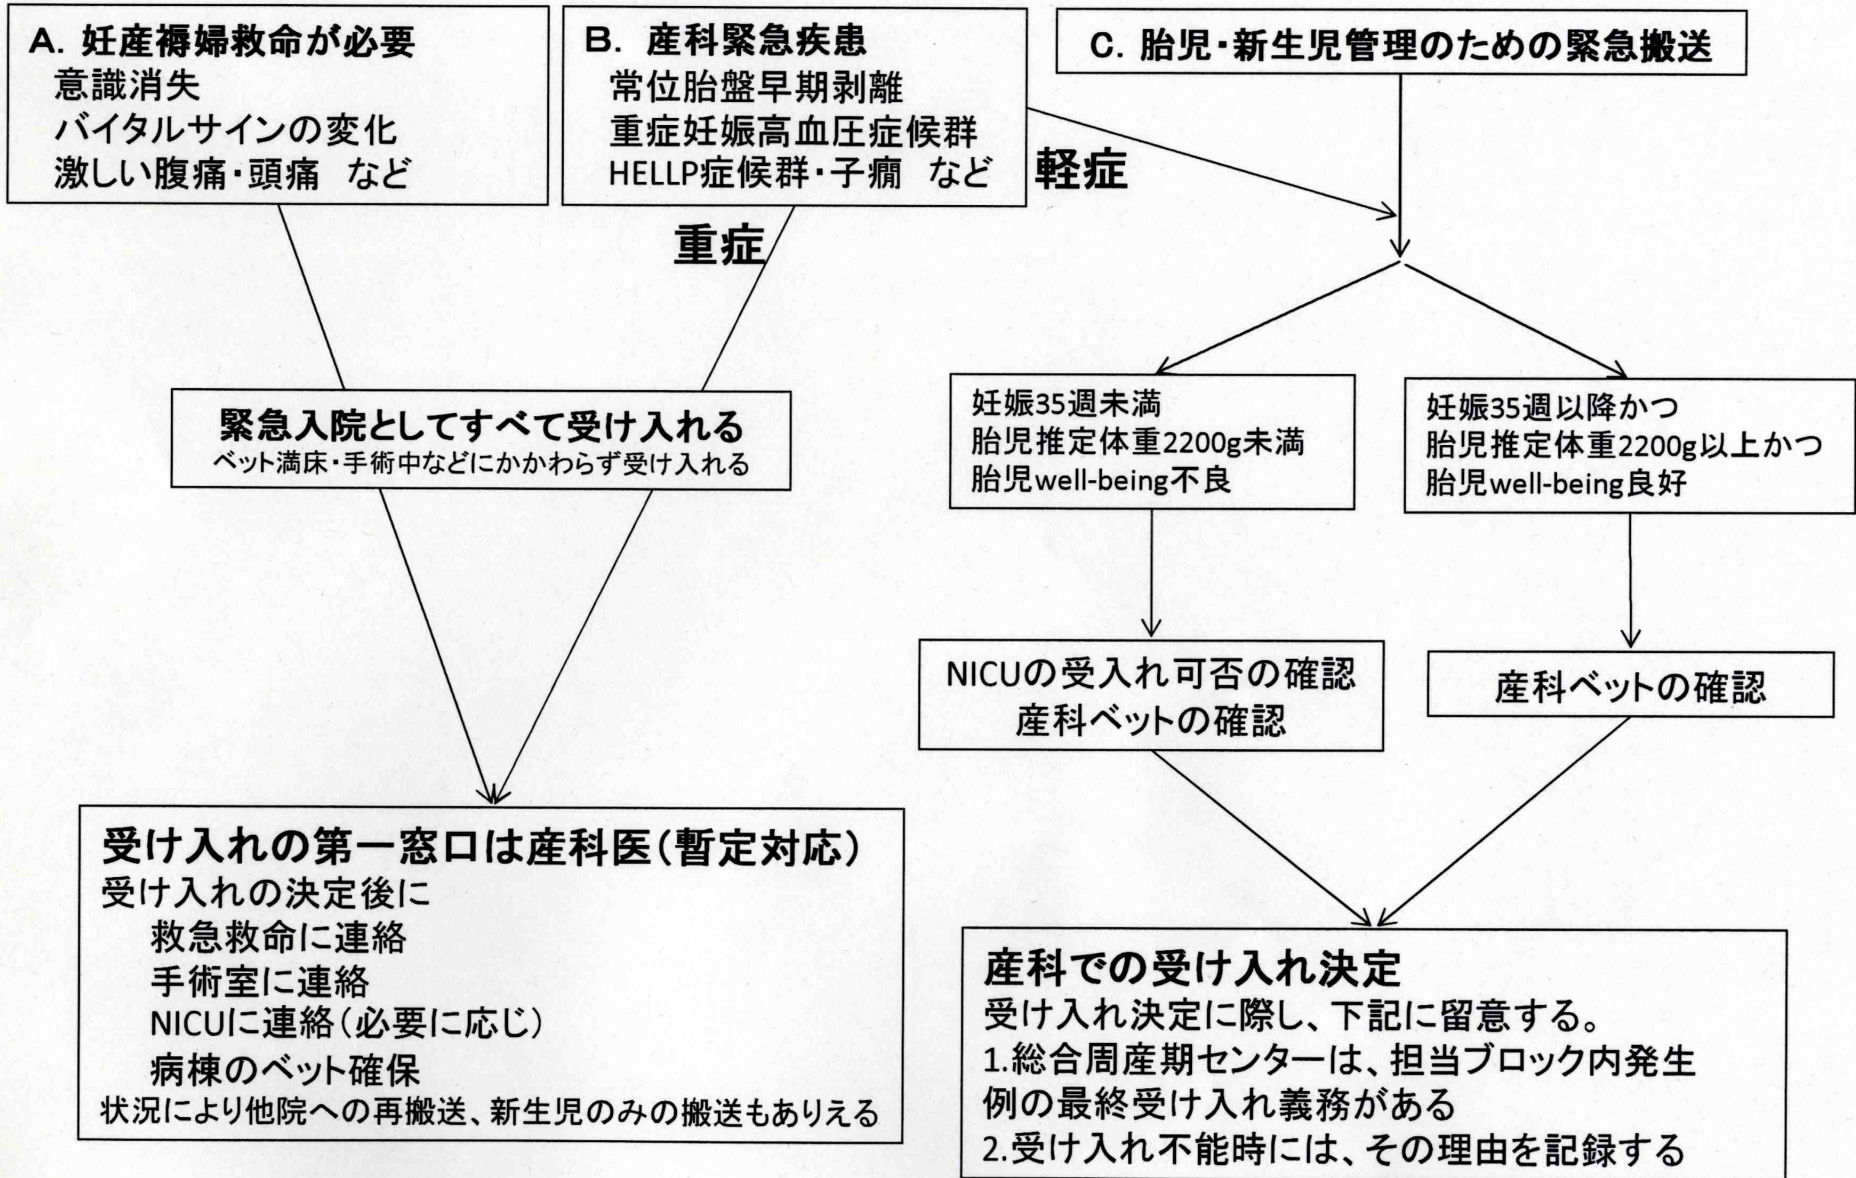 A. 妊産褥婦救命が必要
意識消失
バイタルサインの変化
激しい腹痛・頭痛 など
B. 産科緊急疾患
常位胎盤早期剥離
重症妊娠高血圧症候群
HELLP症候群・子癇 など
C. 胎児・新生児管理のための緊急搬送
軽症
重症
緊急入院としてすべて受け入れる
ベット満床・手術中などにかかわらず受け入れる
妊娠35週未満
胎児推定体重2200g未満
胎児well-being不良
妊娠35週以降かつ
胎児推定体重2200g以上かつ
胎児well-being良好
NICUの受入れ可否の確認
産科ベットの確認
産科ベットの確認
受け入れの第一窓口は産科医(暫定対応)
受け入れの決定後に
救急救命に連絡
手術室に連絡
NICUに連絡(必要に応じ)
病棟のベット確保
状況により他院への再搬送、新生児のみの搬送もありえる
産科での受け入れ決定
受け入れ決定に際し、下記に留意する。
1.総合周産期センターは、担当ブロック内発生
例の最終受け入れ義務がある
2.受け入れ不能時には、その理由を記録する